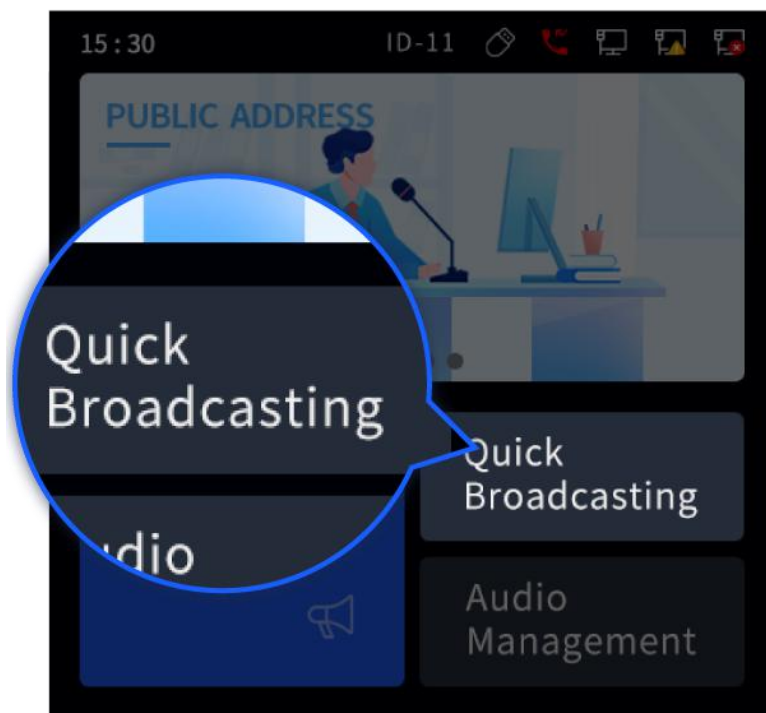 15:30
ID-11
PUBLIC ADDRESS
Quick
Broadcasting
udio
Quick
Broadcasting
Audio
Management